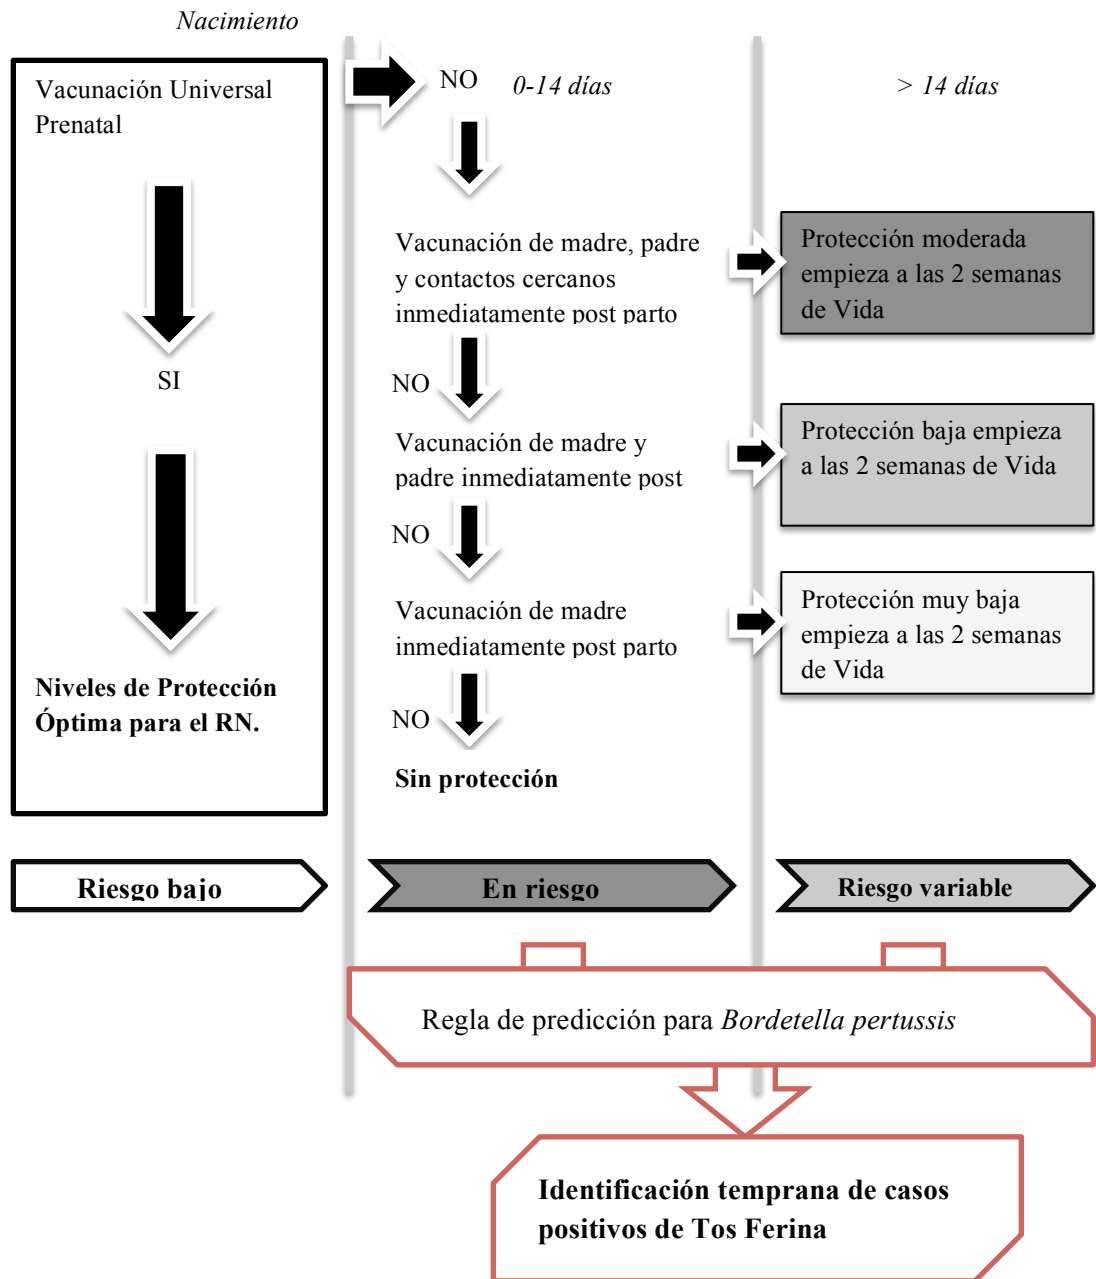 Nacimiento
Vacunación Universal
Prenatal
SI
Niveles de Protección
Óptima para el RN.
NO
0-14 días
Vacunación de madre, padre
y contactos cercanos
inmediatamente post parto
NO
Vacunación de madre y
padre inmediatamente post
NO
Vacunación de madre
inmediatamente post parto
NO
Sin protección
> 14 días
Protección moderada
empieza a las 2 semanas
de Vida
Protección baja empieza
a las 2 semanas de Vida
Protección muy baja
empieza a las 2 semanas
de Vida
Riesgo bajo
En riesgo
Riesgo variable
Regla de predicción para Bordetella pertussis
Identificación temprana de casos
positivos de Tos Ferina